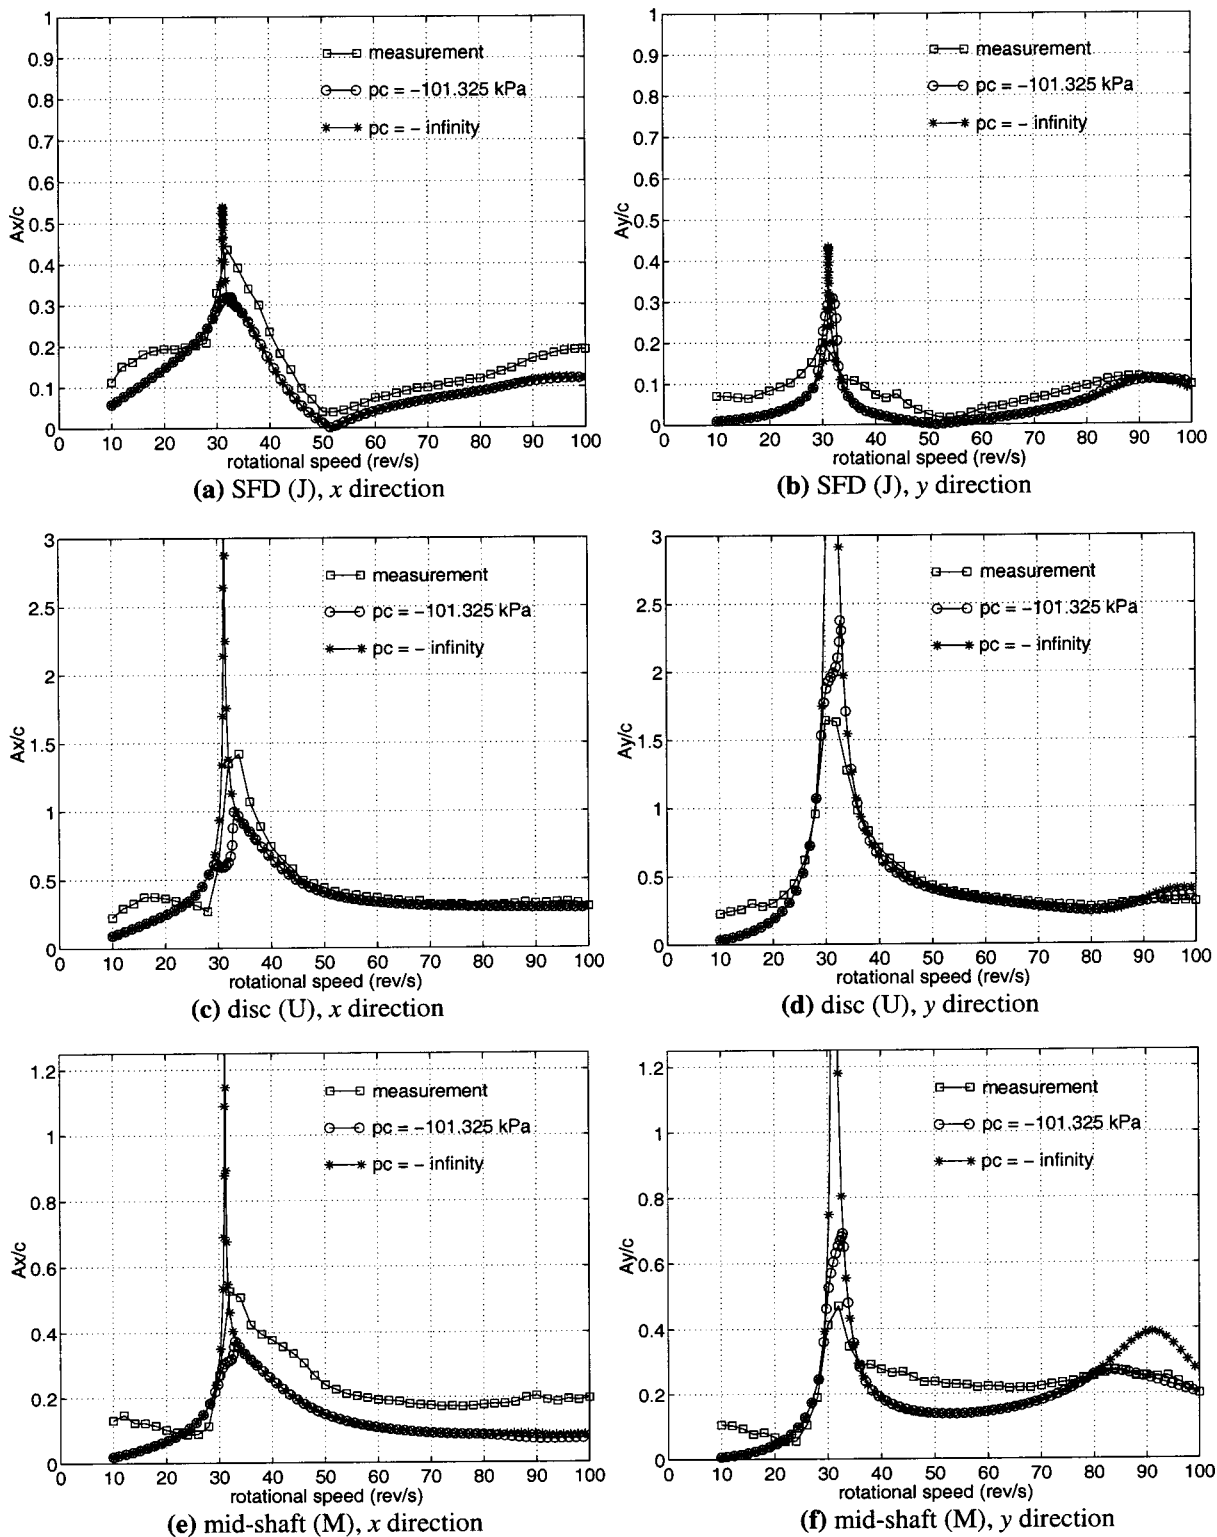 1
0.9
0.8
0.7
0.6
0.5
0.4
0.3
0.2
0.1
0
Ax/c
measurement
pc = −101.325 kPa
pc = − infinity
0 10 20 30 40 50 60 70 80 90 100
rotational speed (rev/s)
(a) SFD (J), x direction
1
0.9
0.8
0.7
0.6
0.5
0.4
0.3
0.2
0.1
0
Ay/c
measurement
pc = −101.325 kPa
pc = − infinity
0 10 20 30 40 50 60 70 80 90 100
rotational speed (rev/s)
(b) SFD (J), y direction
3
2.5
2
1.5
1
0.5
0
Ax/c
measurement
pc = −101.325 kPa
pc = − infinity
0 10 20 30 40 50 60 70 80 90 100
rotational speed (rev/s)
(c) disc (U), x direction
3
2.5
2
1.5
1
0.5
0
Ay/c
measurement
pc = −101.325 kPa
pc = − infinity
0 10 20 30 40 50 60 70 80 90 100
rotational speed (rev/s)
(d) disc (U), y direction
1.2
1
0.8
0.6
0.4
0.2
0
Ax/c
measurement
pc = −101.325 kPa
pc = − infinity
0 10 20 30 40 50 60 70 80 90 100
rotational speed (rev/s)
(e) mid-shaft (M), x direction
1.2
1
0.8
0.6
0.4
0.2
0
Ay/c
measurement
pc = −101.325 kPa
pc = − infinity
0 10 20 30 40 50 60 70 80 90 100
rotational speed (rev/s)
(f) mid-shaft (M), y direction